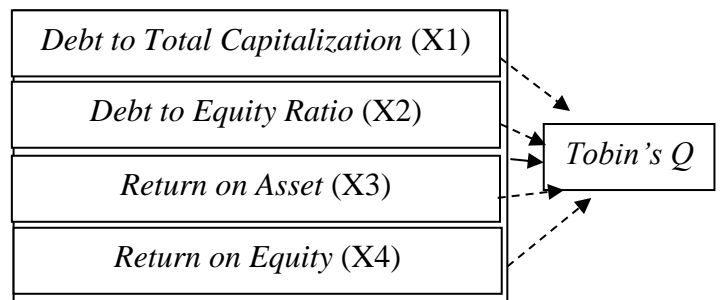 Debt to Total Capitalization (X1)
Debt to Equity Ratio (X2)
Return on Asset (X3)
Return on Equity (X4)
Tobin's Q